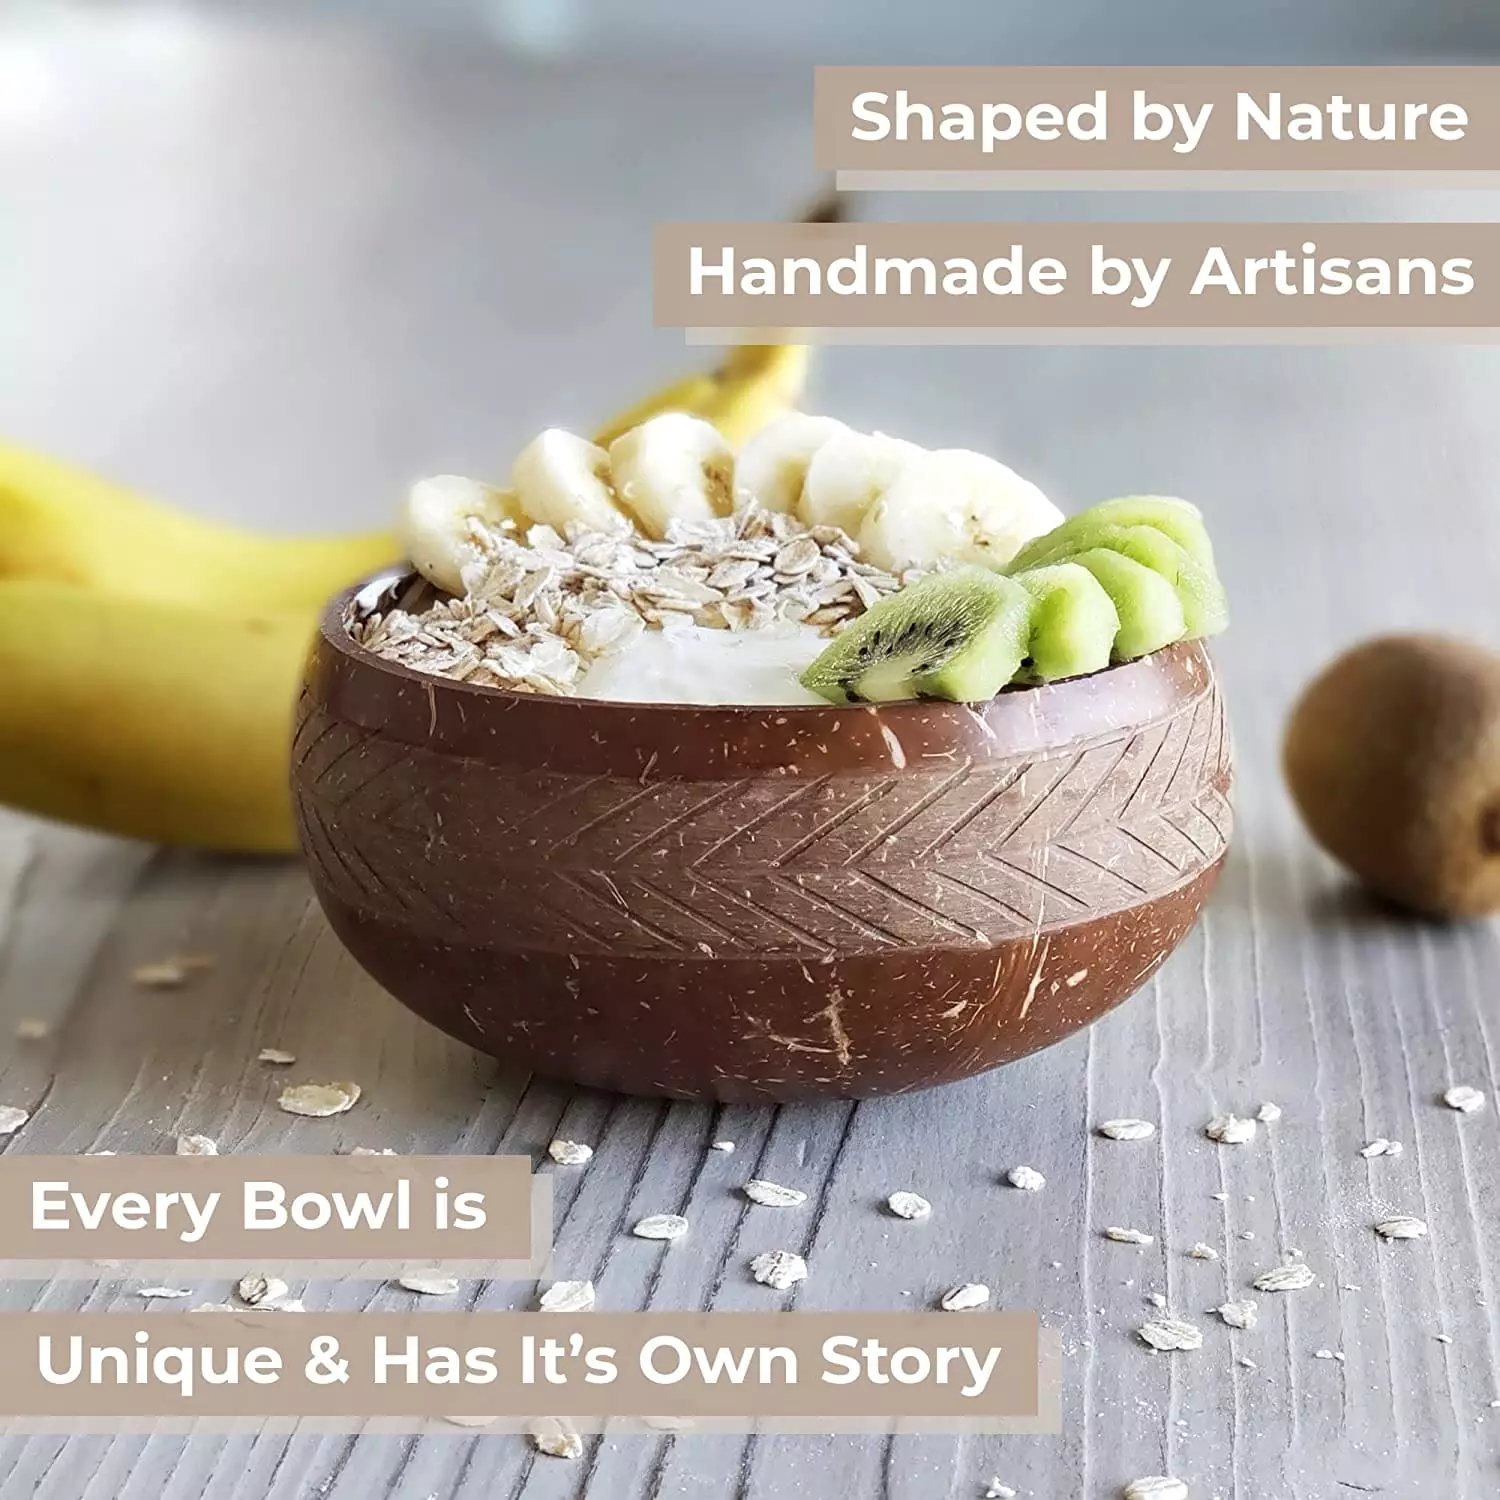 Shaped by Nature
Handmade by Artisans
Every Bowl is
Unique & Has It’s Own Story